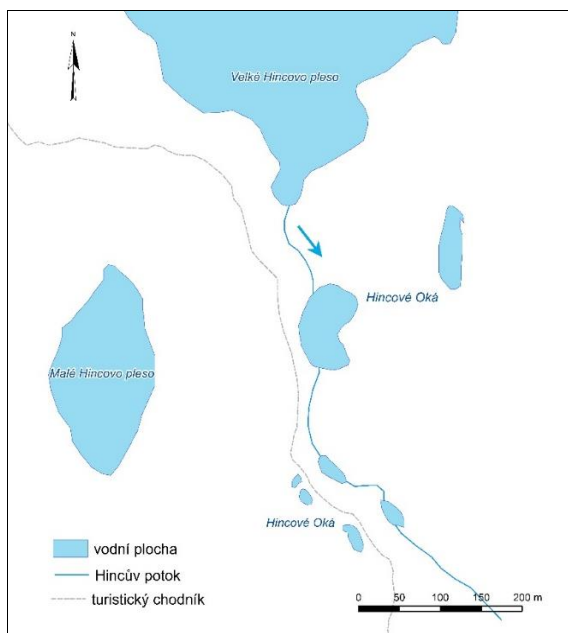 N
Velké Hincovo pleso
Hincové Oká
Malé Hincovo pleso
Hincové Oká
vodní plocha
Hincův potok
turistický chodník
0 50 100 150 200 m